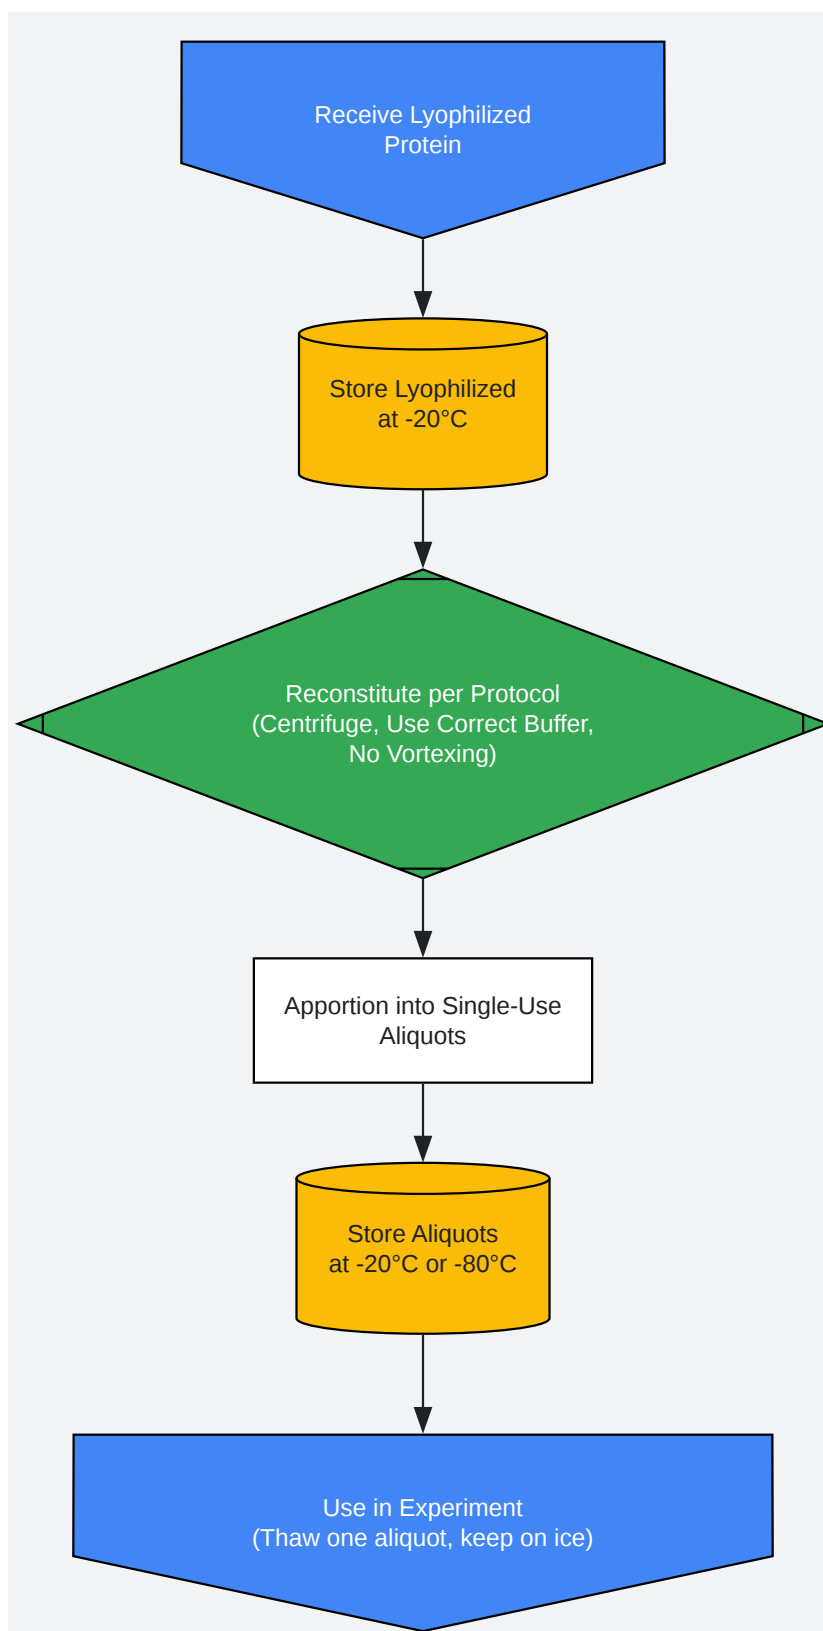 Receive Lyophilized
Protein
Store Lyophilized
at -20°C
Reconstitute per Protocol
(Centrifuge, Use Correct Buffer,
No Vortexing)
Apportion into Single-Use
Aliquots
Store Aliquots
at -20°C or -80°C
Use in Experiment
(Thaw one aliquot, keep on ice)